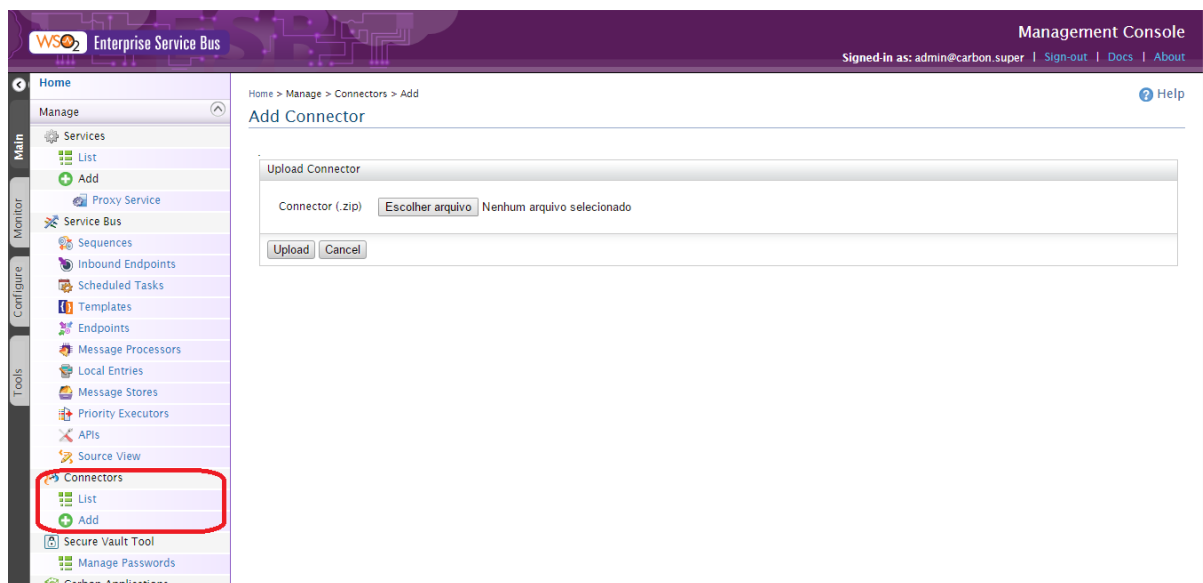 WSO2 Enterprise Service Bus
Management Console
Signed-in as: admin@carbon.super | Sign-out | Docs | About
Main
Monitor
Configure
Tools
Home
Manage
Services
List
Add
Proxy Service
Service Bus
Sequences
Inbound Endpoints
Scheduled Tasks
Templates
Endpoints
Message Processors
Local Entries
Message Stores
Priority Executors
APIs
Source View
Connectors
List
Add
Secure Vault Tool
Manage Passwords
Carbon Applications
Home > Manage > Connectors > Add
Help
Add Connector
Upload Connector
Connector (.zip) Escolher arquivo Nenhum arquivo selecionado
Upload Cancel